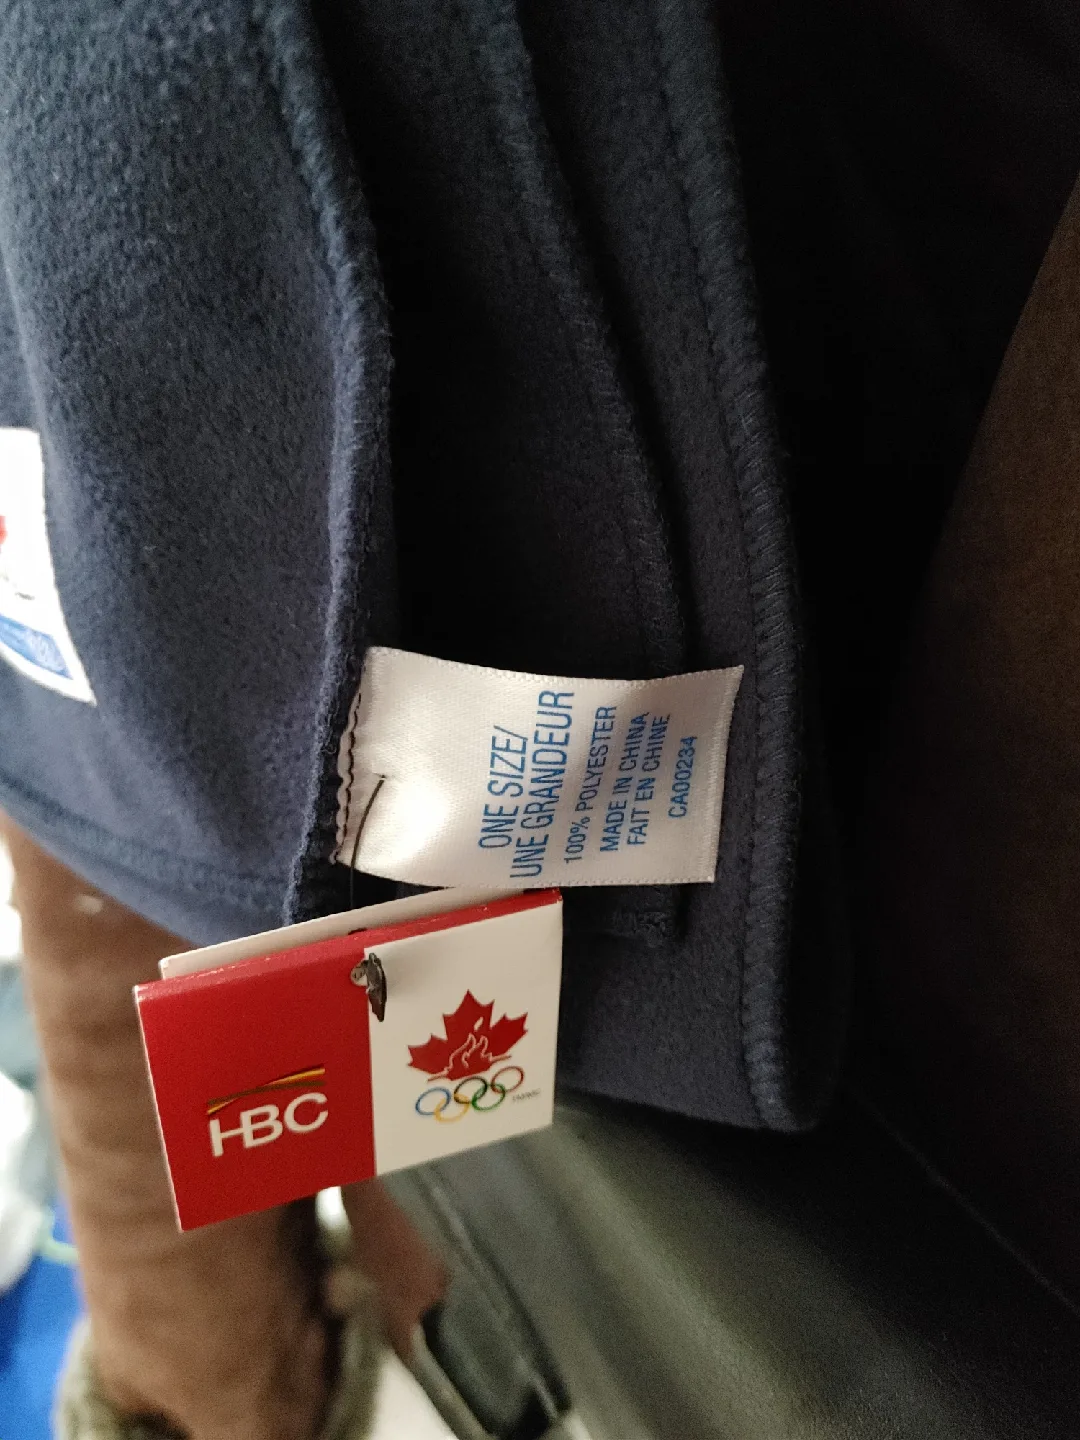 ONE SIZE/
UNE GRANDEUR
100% POLYESTER
MADE IN CHINA
FAIT EN CHINE
CA00234
HBC